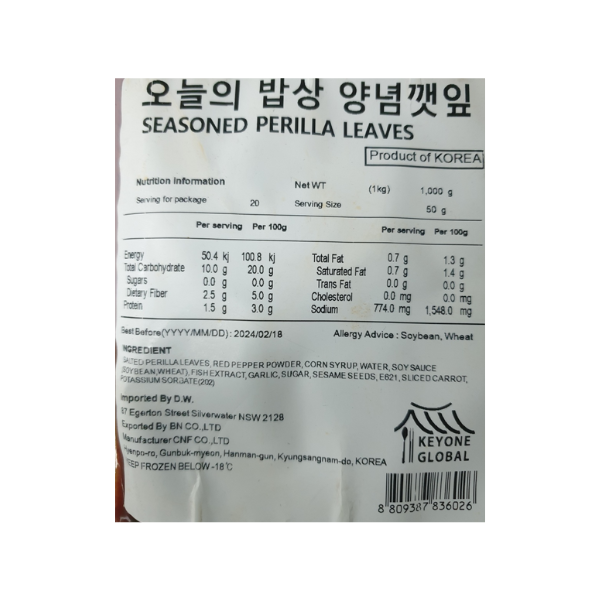 오늘의 밥상 양념깻잎
SEASONED PERILLA LEAVES
Product of KOREA
Nutrition Information Net WT (1kg) 1,000 g
Serving for package 20 Serving Size 50 g
Per serving Per 100g Per serving Per 100g
Energy 50.4 kj 100.8 kj Total Fat 0.7 g 1.3 g
Total Carbohydrate 10.0 g 20.0 g Saturated Fat 0.7 g 1.4 g
Sugars 0.0 g 0.0 g Trans Fat 0.0 g 0.0 g
Dietary Fiber 2.5 g 5.0 g Cholesterol 0.0 mg 0.0 mg
Protein 1.5 g 3.0 g Sodium 774.0 mg 1,548.0 mg
Best Before(YYYY/MM/DD): 2024/02/18 Allergy Advice : Soybean, Wheat
INGREDIENT
SALTED PERILLA LEAVES, RED PEPPER POWDER, CORN SYRUP, WATER, SOY SAUCE
(SOYBEAN,WHEAT), FISH EXTRACT, GARLIC, SUGAR, SESAME SEEDS, E621, SLICED CARROT,
POTASSIUM SORBATE(202)
Imported By D.W.
87 Egerton Street Silverwater NSW 2128
Exported By BN CO.,LTD
Manufacturer CNF CO.,LTD
Gunbuk-myeon, Hanman-gun, Kyungsangnam-do, KOREA
KEEP FROZEN BELOW -18℃
KEYONE
GLOBAL
8 809387 836026